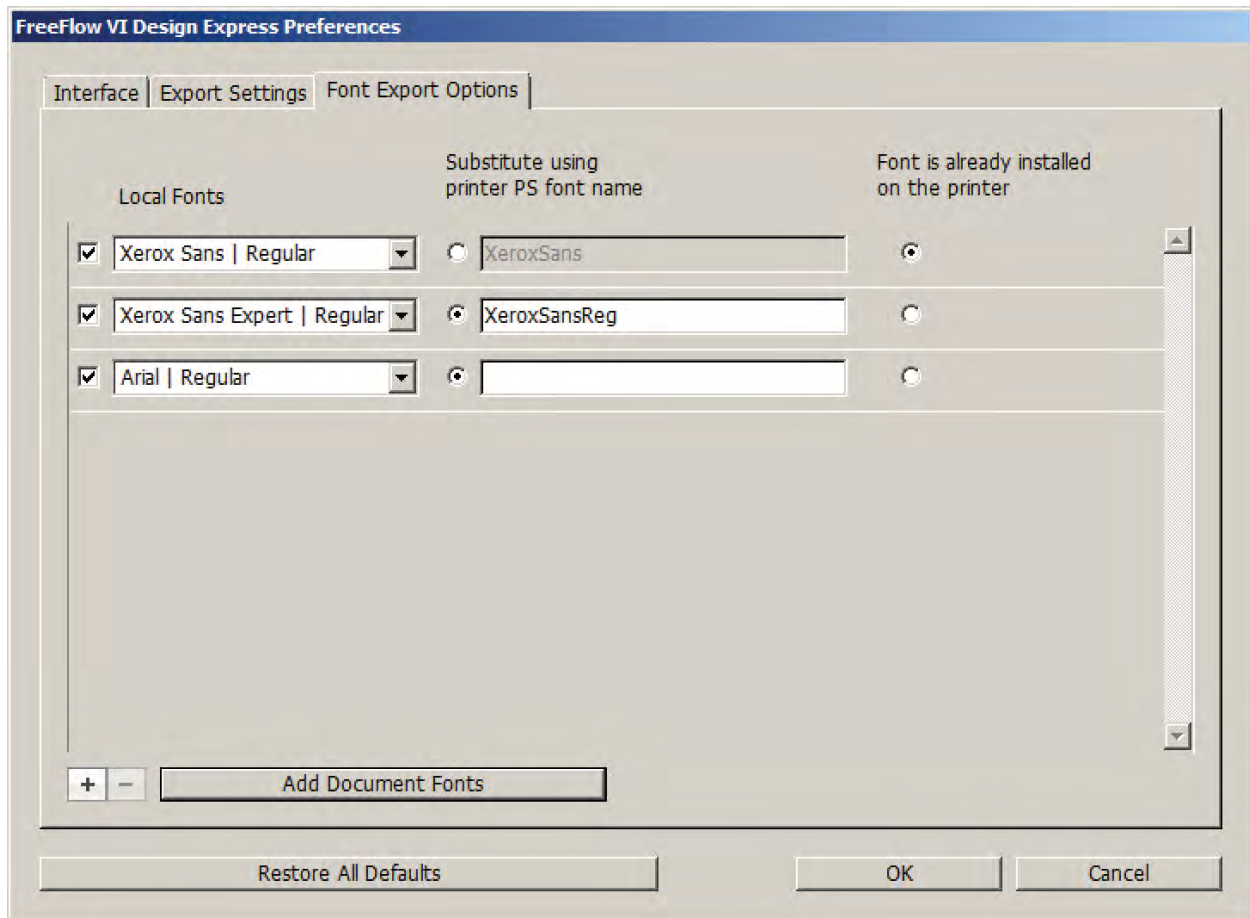 FreeFlow VI Design Express Preferences
Interface Export Settings Font Export Options
Substitute using
printer PS font name
Font is already installed
on the printer
Local Fonts
Xerox Sans | Regular XeroxSans
Xerox Sans Expert | Regular XeroxSansReg
Arial | Regular
+ − Add Document Fonts
Restore All Defaults OK Cancel